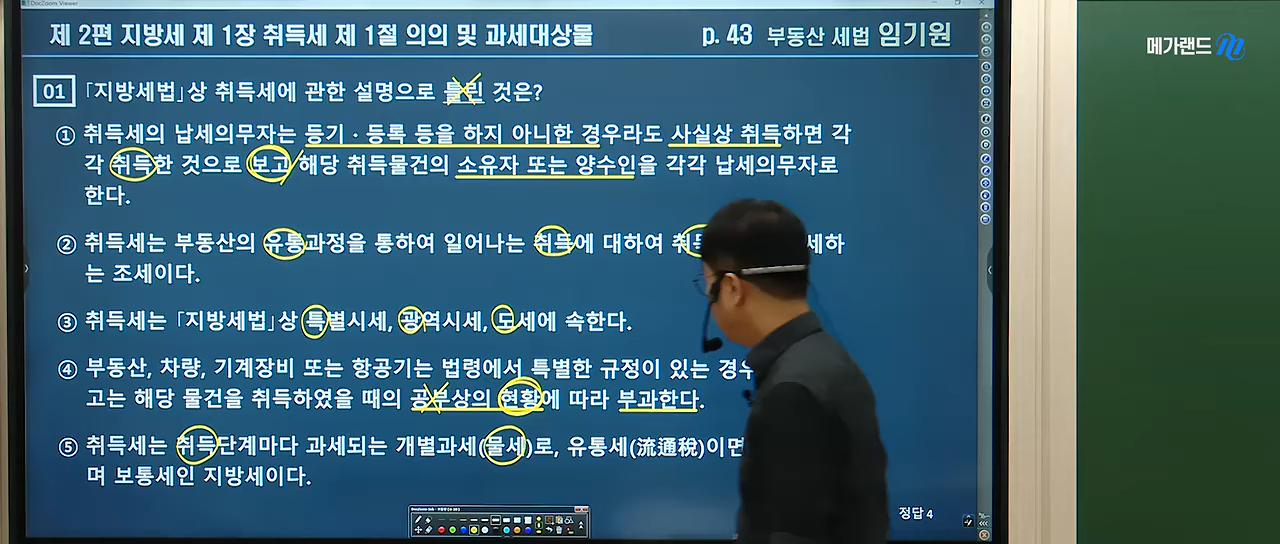 DocZoom Viewer
제 2편 지방세 제 1장 취득세 제 1절 의의 및 과세대상물 p. 43 부동산 세법 임기원
메가랜드
01 「지방세법」상 취득세에 관한 설명으로 틀린 것은?
① 취득세의 납세의무자는 등기 · 등록 등을 하지 아니한 경우라도 사실상 취득하면 각
각 취득한 것으로 보고 해당 취득물건의 소유자 또는 양수인을 각각 납세의무자로
한다.
② 취득세는 부동산의 유통과정을 통하여 일어나는 취득에 대하여 세하
는 조세이다.
③ 취득세는 「지방세법」상 특별시세, 광역시세, 도세에 속한다.
④ 부동산, 차량, 기계장비 또는 항공기는 법령에서 특별한 규정이 있는 경우
고는 해당 물건을 취득하였을 때의 공부상의 현황에 따라 부과한다.
⑤ 취득세는 취득단계마다 과세되는 개별과세(물세)로, 유통세(流通稅)이면
며 보통세인 지방세이다.
정답 4